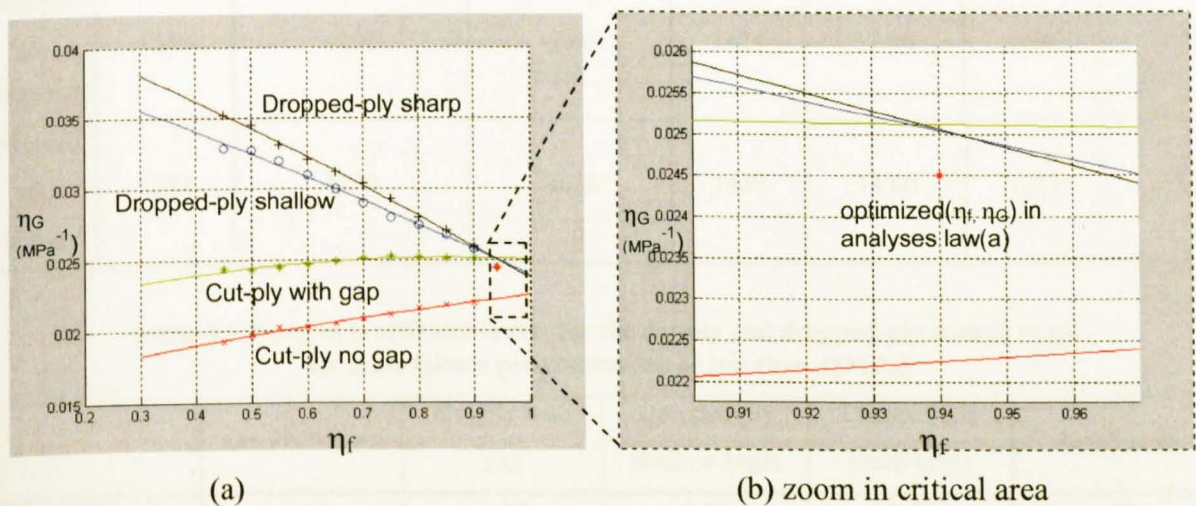 0.04
0.035
0.03
0.025
0.02
0.015
0.2
0.3
0.4
0.5
0.6
0.7
0.8
0.9
ηG
(MPa⁻¹)
Dropped-ply sharp
Dropped-ply shallow
Cut-ply with gap
Cut-ply no gap
ηf
(a)
0.026
0.0255
0.025
0.0245
0.024
0.0235
0.023
0.0225
0.022
0.91
0.92
0.93
0.94
0.95
0.96
ηG
(MPa⁻¹)
optimized(ηf, ηG) in
analyses law(a)
ηf
(b) zoom in critical area